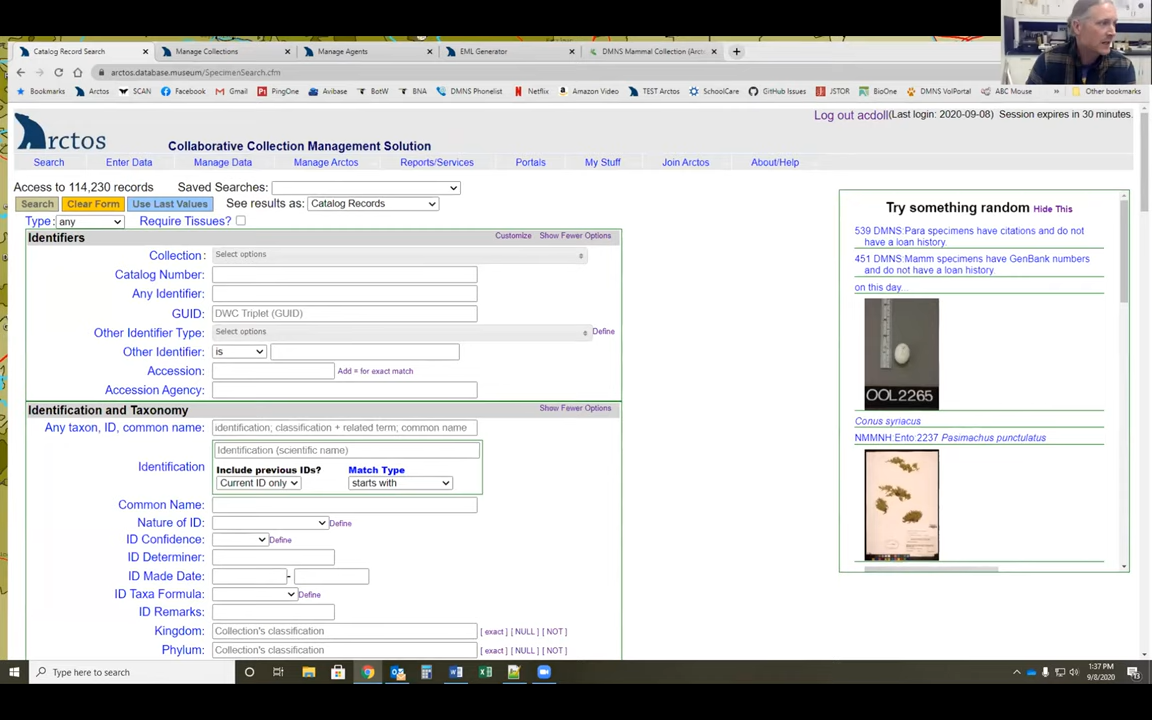 Catalog Record Search × Manage Collections × Manage Agents × EML Generator × DMNS Mammal Collection (Arc × +
arctos.database.museum/SpecimenSearch.cfm
Bookmarks Arctos SCAN Facebook Gmail PingOne Avibase BotW BNA DMNS Phonelist Netflix Amazon Video TEST Arctos SchoolCare GitHub Issues JSTOR BioOne DMNS VolPortal ABC Mouse » Other bookmarks
Log out acdoll(Last login: 2020-09-08) Session expires in 30 minutes.
Arctos Collaborative Collection Management Solution
Search Enter Data Manage Data Manage Arctos Reports/Services Portals My Stuff Join Arctos About/Help
Access to 114,230 records Saved Searches:
Search Clear Form Use Last Values See results as: Catalog Records
Type: any Require Tissues?
Identifiers Customize Show Fewer Options
Collection: Select options
Catalog Number:
Any Identifier:
GUID: DWC Triplet (GUID)
Other Identifier Type: Select options Define
Other Identifier: is
Accession: Add = for exact match
Accession Agency:
Identification and Taxonomy Show Fewer Options
Any taxon, ID, common name: identification; classification + related term; common name
Identification (scientific name)
Identification Include previous IDs? Match Type
Current ID only starts with
Common Name:
Nature of ID: Define
ID Confidence: Define
ID Determiner:
ID Made Date: -
ID Taxa Formula: Define
ID Remarks:
Kingdom: Collection's classification [ exact ] [ NULL ] [ NOT ]
Phylum: Collection's classification [ exact ] [ NULL ] [ NOT ]
Try something random Hide This
539 DMNS:Para specimens have citations and do not
have a loan history.
451 DMNS:Mamm specimens have GenBank numbers
and do not have a loan history.
on this day...
OOL2265
Conus syriacus
NMMNH:Ento:2237 Pasimachus punctulatus
Type here to search
1:37 PM
9/8/2020